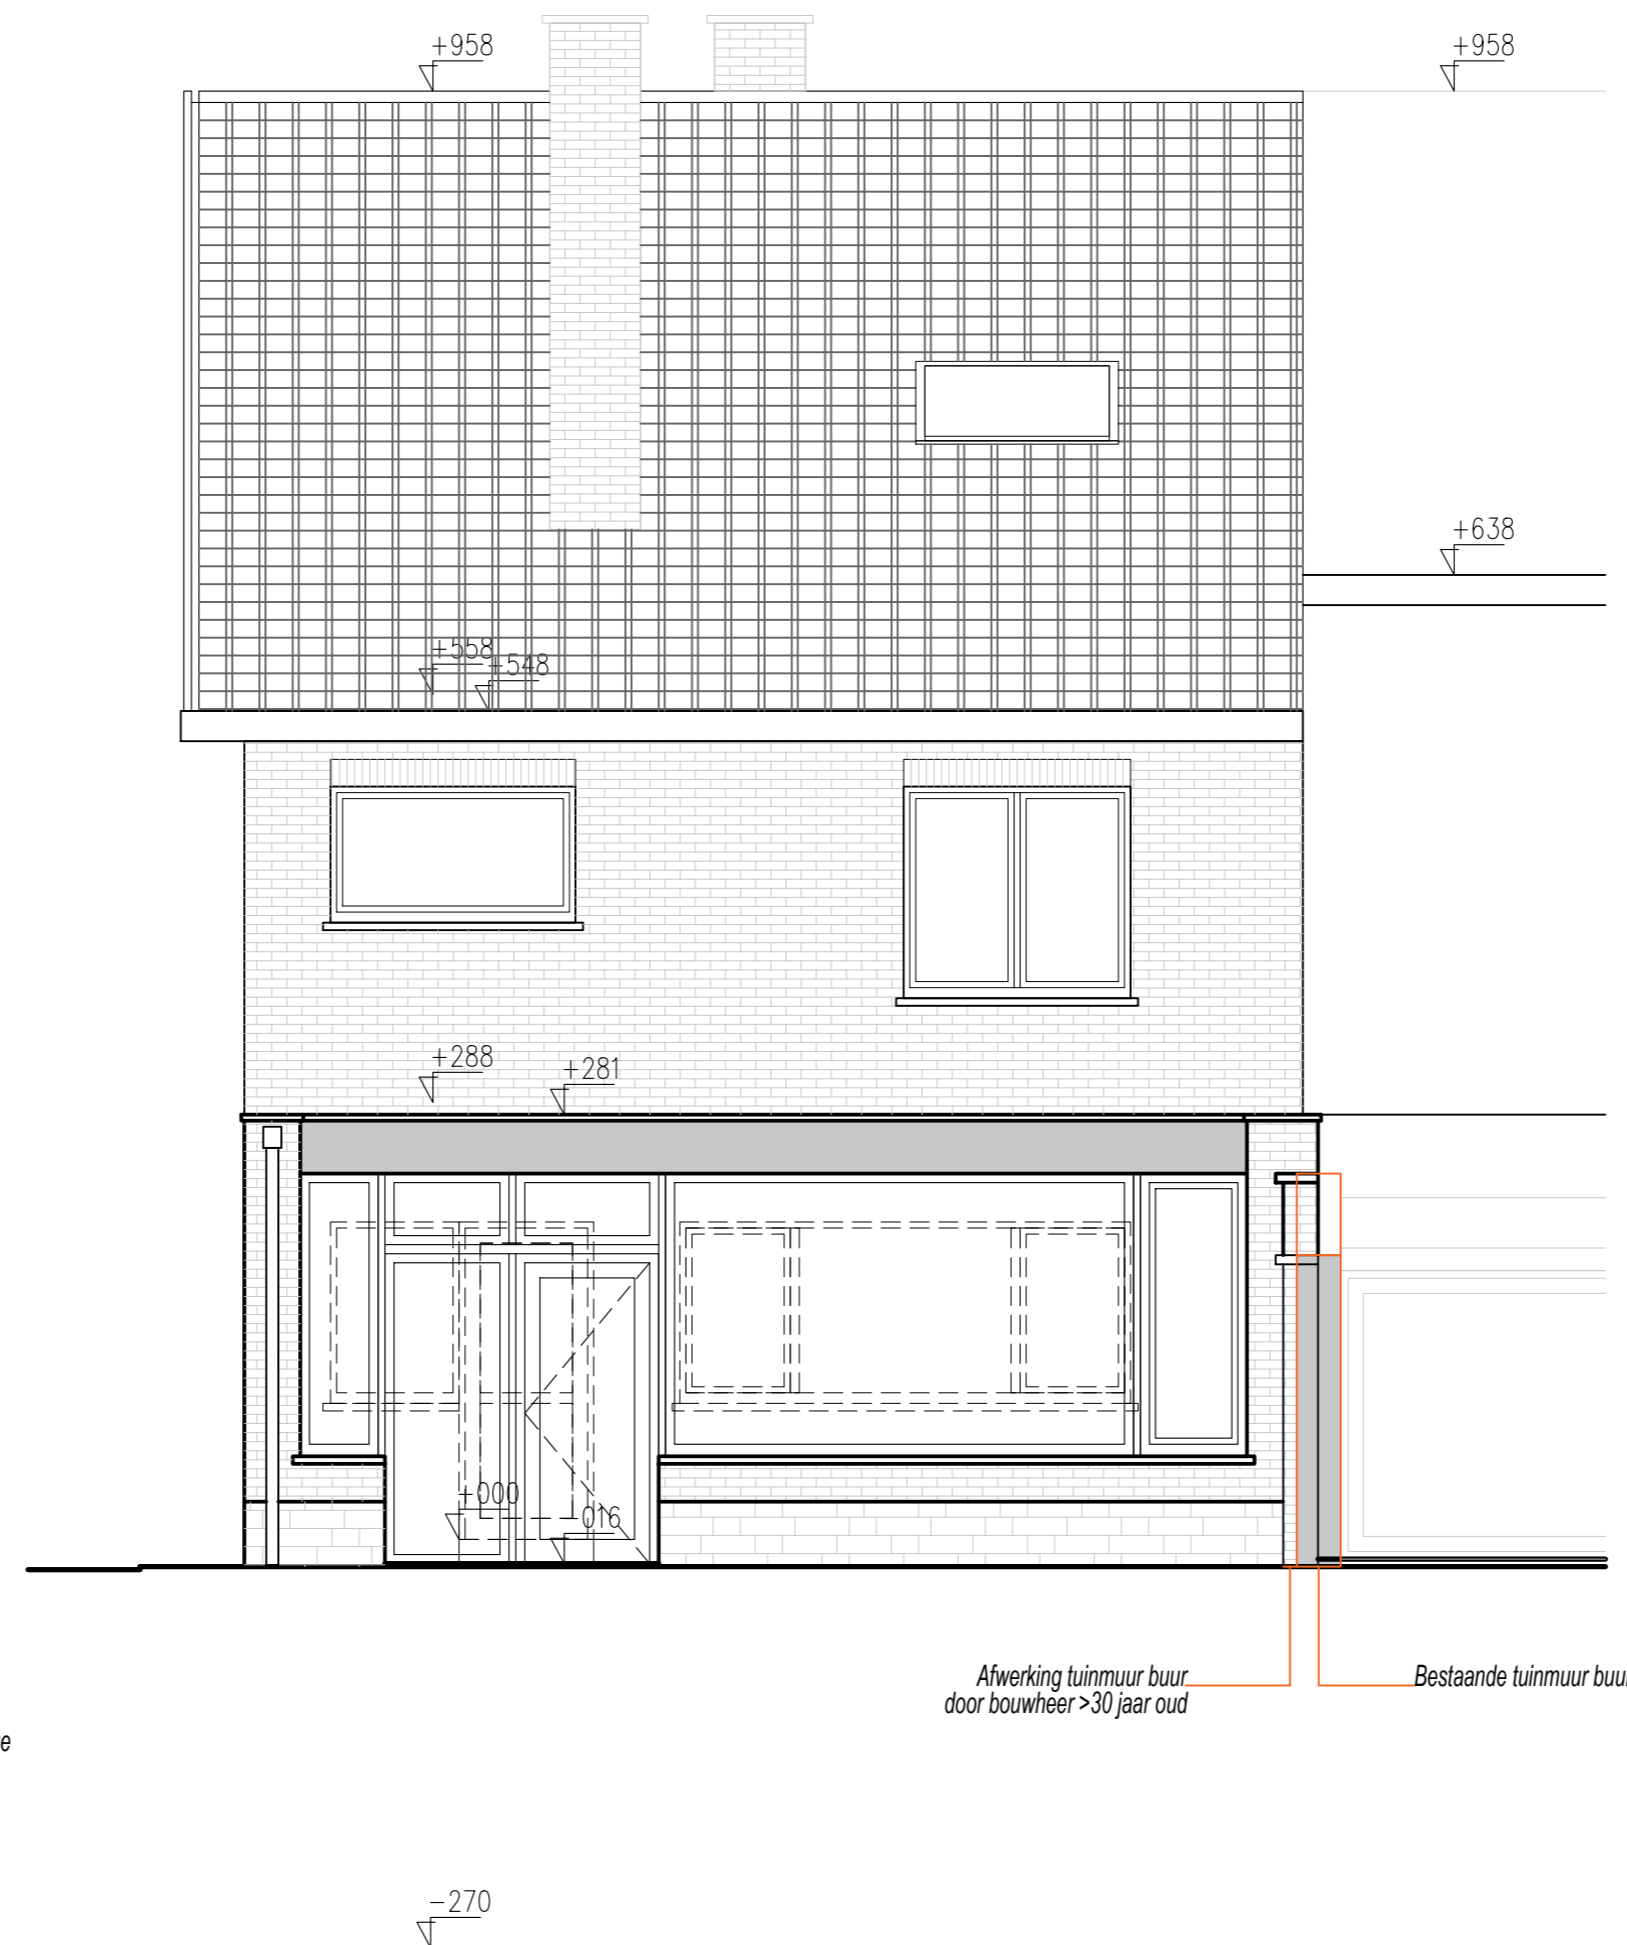 +958
+958
+638
+558
+548
+288
+281
+000
-016
Afwerking tuinmuur buur
door bouwheer >30 jaar oud
Bestaande tuinmuur buur
e
-270